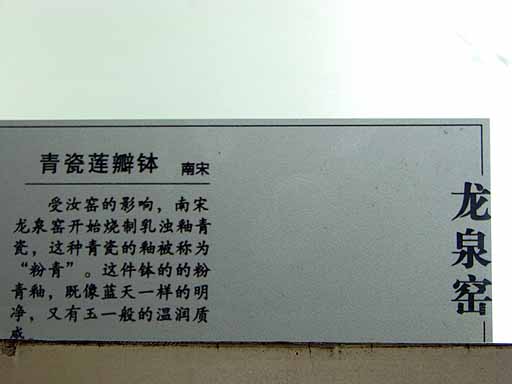 青瓷莲瓣钵 南宋
受汝窑的影响，南宋
龙泉窑开始烧制乳浊釉青
瓷，这种青瓷的釉被称为
“粉青”。这件钵的的粉
青釉，既像蓝天一样的明
净，又有玉一般的温润质
感。
龙泉窑